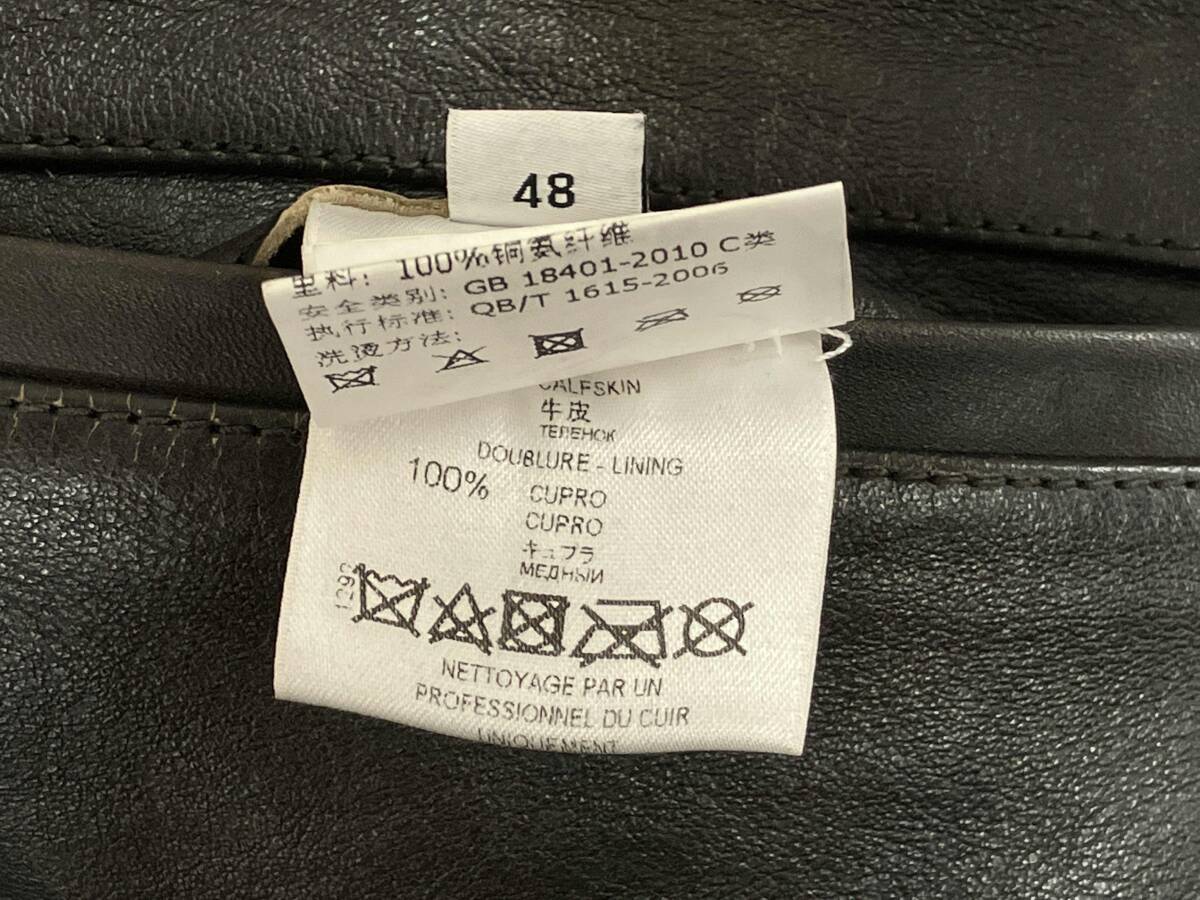 48
里料: 100%铜氨纤维
安全类别: GB 18401-2010 C类
执行标准: QB/T 1615-2006
洗烫方法:
CALFSKIN
牛皮
ТЕЛЕНОК
DOUBLURE - LINING
100% CUPRO
CUPRO
キュプラ
МЕДНЫЙ
NETTOYAGE PAR UN
PROFESSIONNEL DU CUIR
UNIQUEMENT